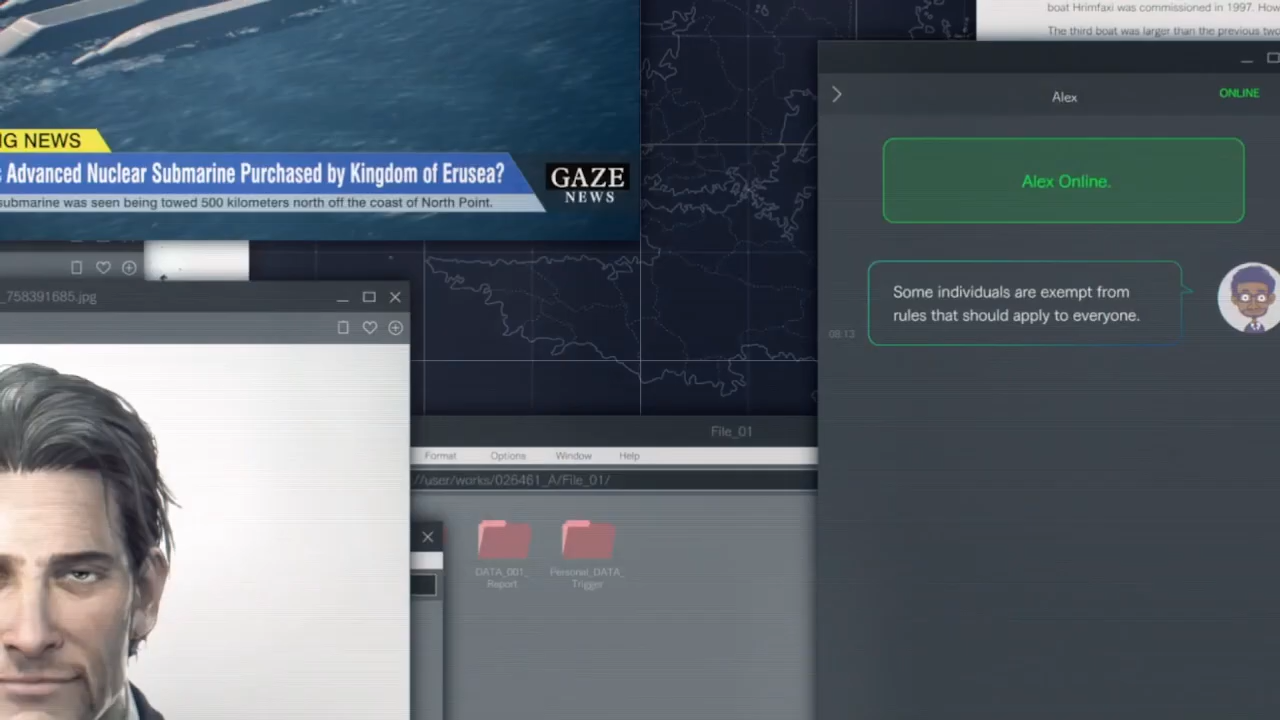 boat Hrimfaxi was commissioned in 1997. How
The third boat was larger than the previous two
Alex
ONLINE
Alex Online.
Some individuals are exempt from
rules that should apply to everyone.
08:13
G NEWS
Advanced Nuclear Submarine Purchased by Kingdom of Erusea?
submarine was seen being towed 500 kilometers north off the coast of North Point.
GAZE
NEWS
_758391685.jpg
File_01
Format Options Window Help
//user/works/026461_A/File_01/
DATA_001_
Report
Personal_DATA_
Trigger